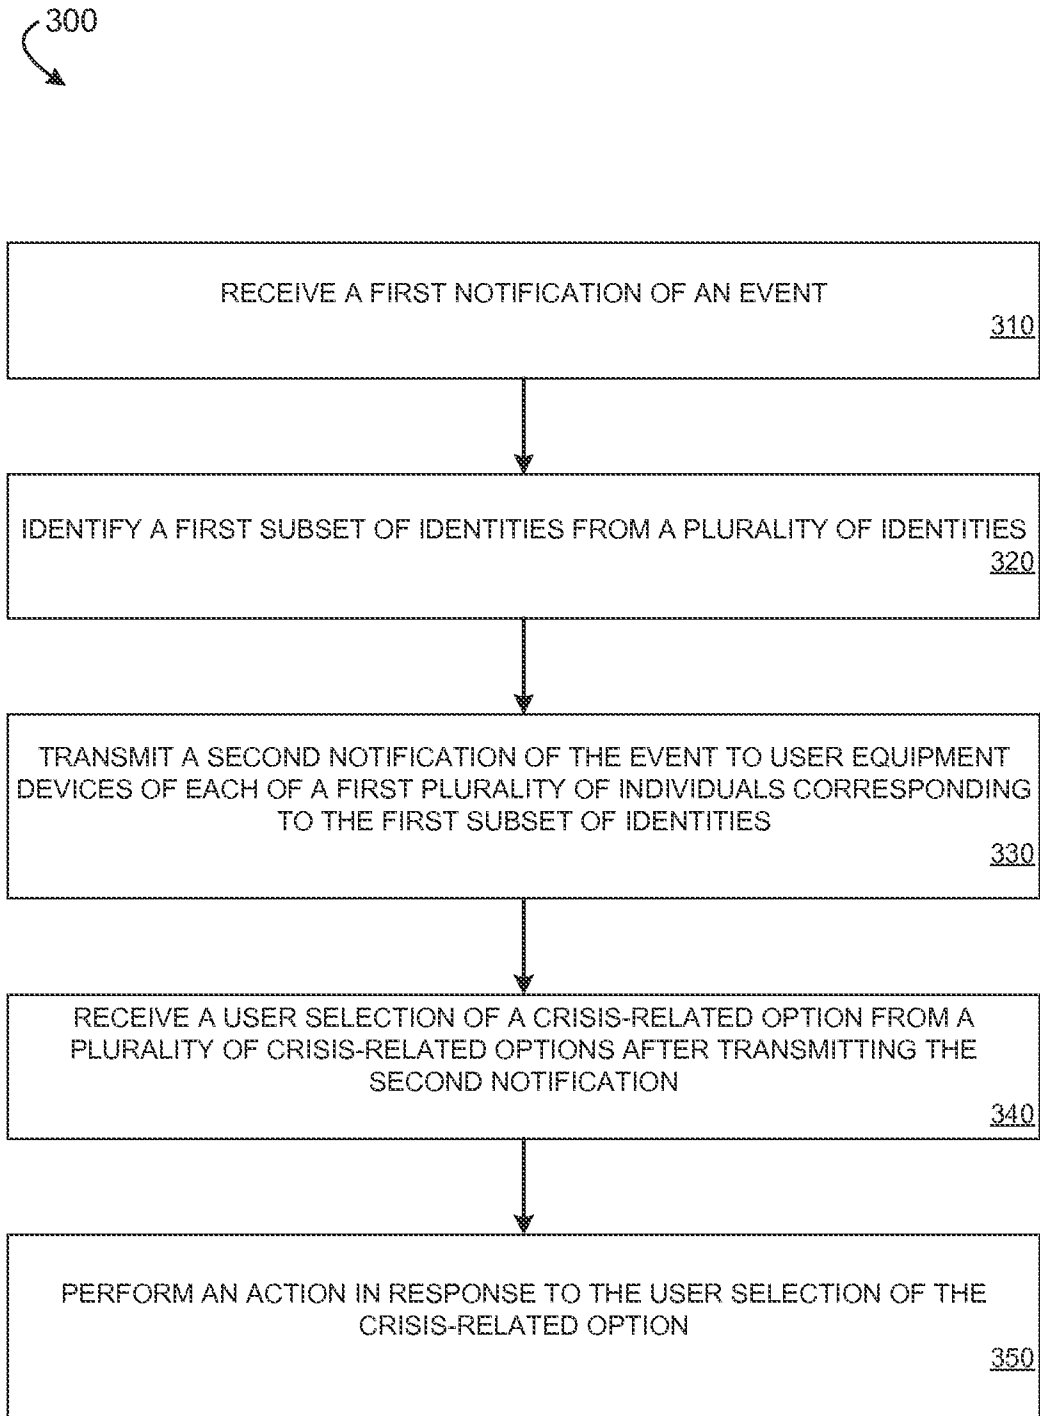 300
RECEIVE A FIRST NOTIFICATION OF AN EVENT
310
IDENTIFY A FIRST SUBSET OF IDENTITIES FROM A PLURALITY OF IDENTITIES
320
TRANSMIT A SECOND NOTIFICATION OF THE EVENT TO USER EQUIPMENT
DEVICES OF EACH OF A FIRST PLURALITY OF INDIVIDUALS CORRESPONDING
TO THE FIRST SUBSET OF IDENTITIES
330
RECEIVE A USER SELECTION OF A CRISIS-RELATED OPTION FROM A
PLURALITY OF CRISIS-RELATED OPTIONS AFTER TRANSMITTING THE
SECOND NOTIFICATION
340
PERFORM AN ACTION IN RESPONSE TO THE USER SELECTION OF THE
CRISIS-RELATED OPTION
350